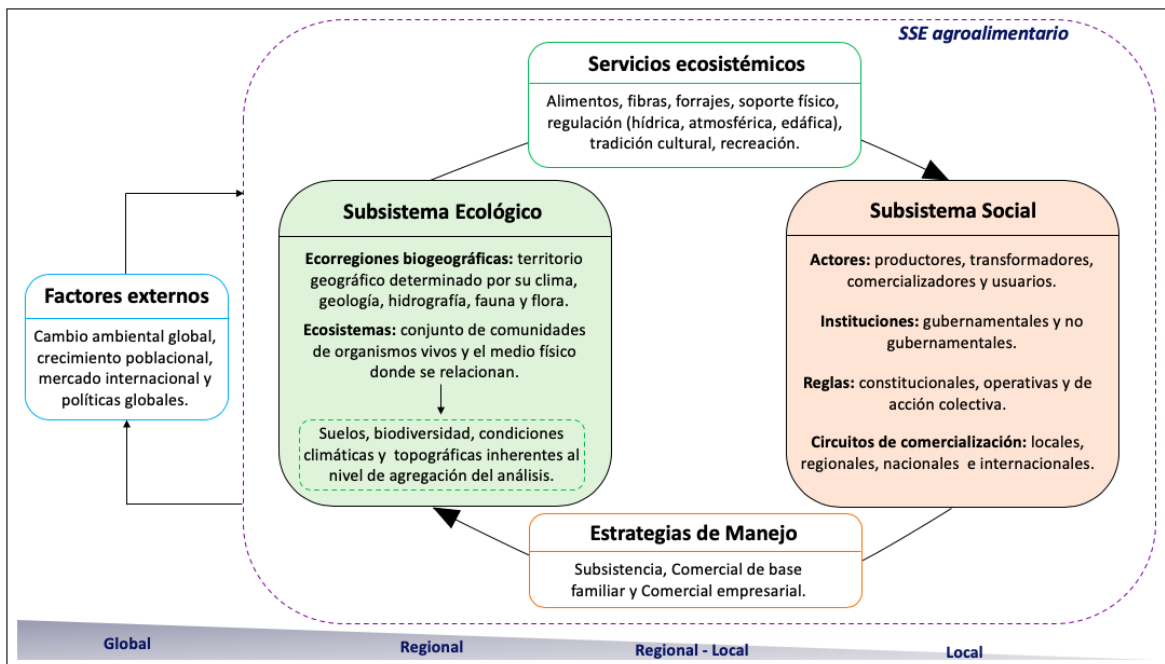 SSE agroalimentario
Servicios ecosistémicos
Alimentos, fibras, forrajes, soporte físico,
regulación (hídrica, atmosférica, edáfica),
tradición cultural, recreación.
Factores externos
Cambio ambiental global,
crecimiento poblacional,
mercado internacional y
políticas globales.
Subsistema Ecológico
Ecorregiones biogeográficas: territorio
geográfico determinado por su clima,
geología, hidrografía, fauna y flora.
Ecosistemas: conjunto de comunidades
de organismos vivos y el medio físico
donde se relacionan.
Suelos, biodiversidad, condiciones
climáticas y topográficas inherentes al
nivel de agregación del análisis.
Subsistema Social
Actores: productores, transformadores,
comercializadores y usuarios.
Instituciones: gubernamentales y no
gubernamentales.
Reglas: constitucionales, operativas y de
acción colectiva.
Circuitos de comercialización: locales,
regionales, nacionales e internacionales.
Estrategias de Manejo
Subsistencia, Comercial de base
familiar y Comercial empresarial.
Global
Regional
Regional - Local
Local